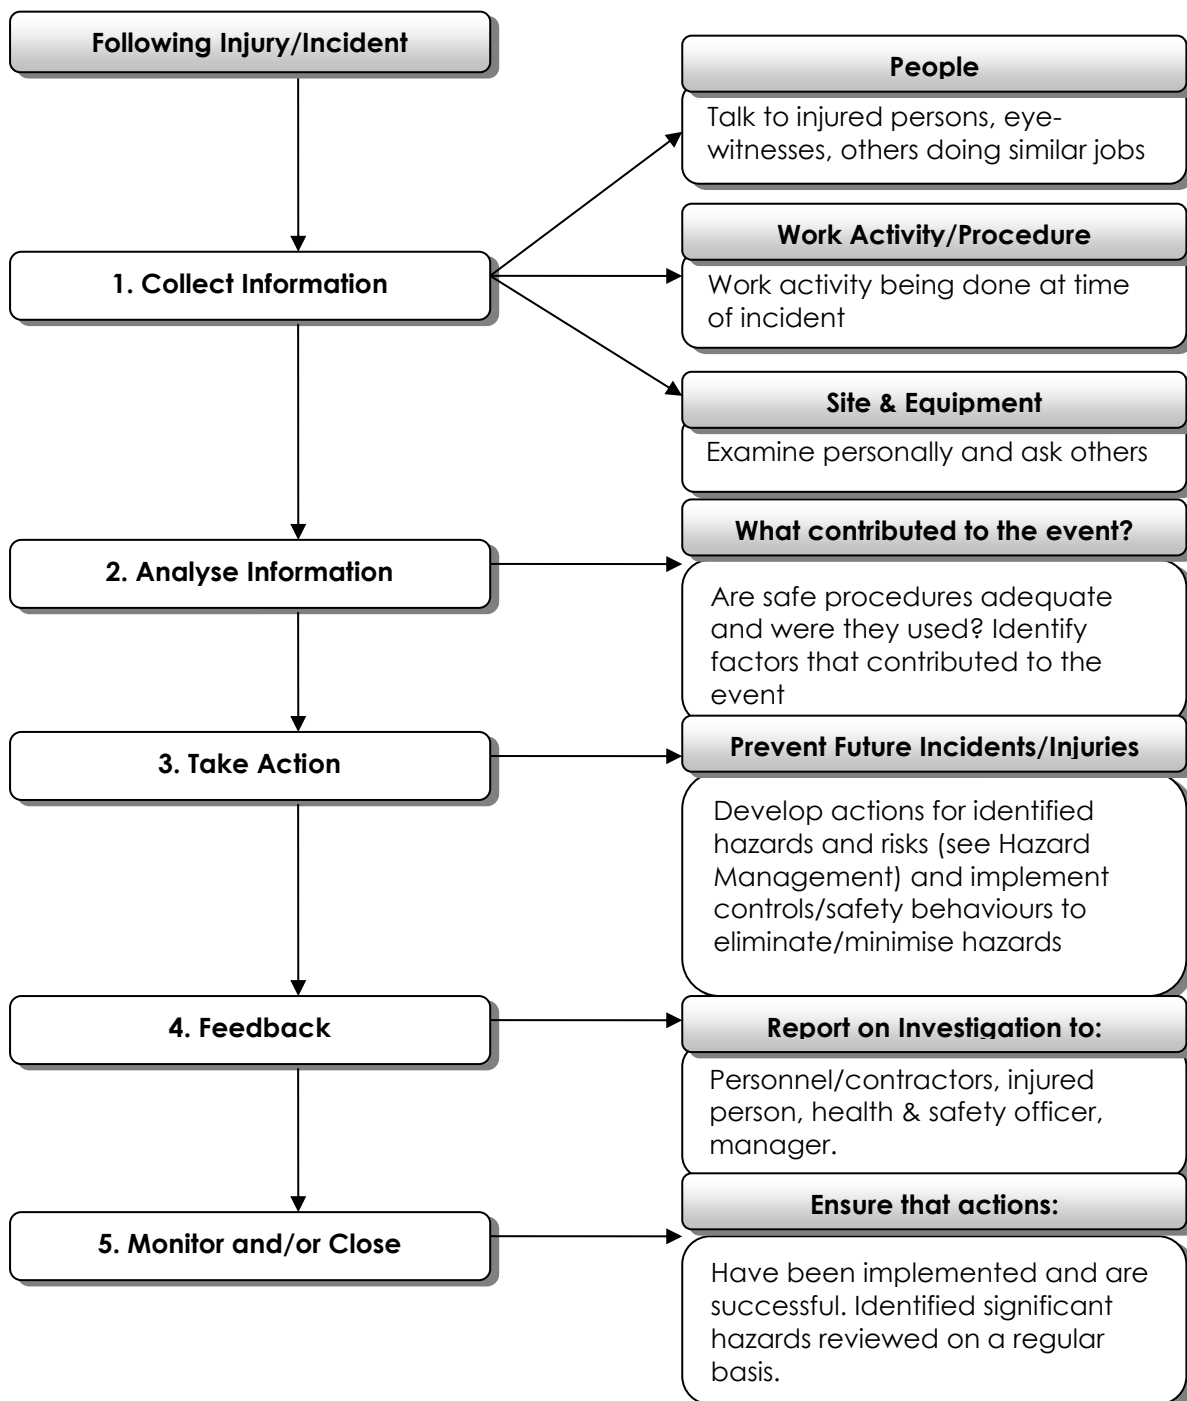 Following Injury/Incident
People
Talk to injured persons, eye-
witnesses, others doing similar jobs
Work Activity/Procedure
1. Collect Information
Work activity being done at time
of incident
Site & Equipment
Examine personally and ask others
What contributed to the event?
2. Analyse Information
Are safe procedures adequate
and were they used? Identify
factors that contributed to the
event
Prevent Future Incidents/Injuries
3. Take Action
Develop actions for identified
hazards and risks (see Hazard
Management) and implement
controls/safety behaviours to
eliminate/minimise hazards
4. Feedback
Report on Investigation to:
Personnel/contractors, injured
person, health & safety officer,
manager.
Ensure that actions:
5. Monitor and/or Close
Have been implemented and are
successful. Identified significant
hazards reviewed on a regular
basis.